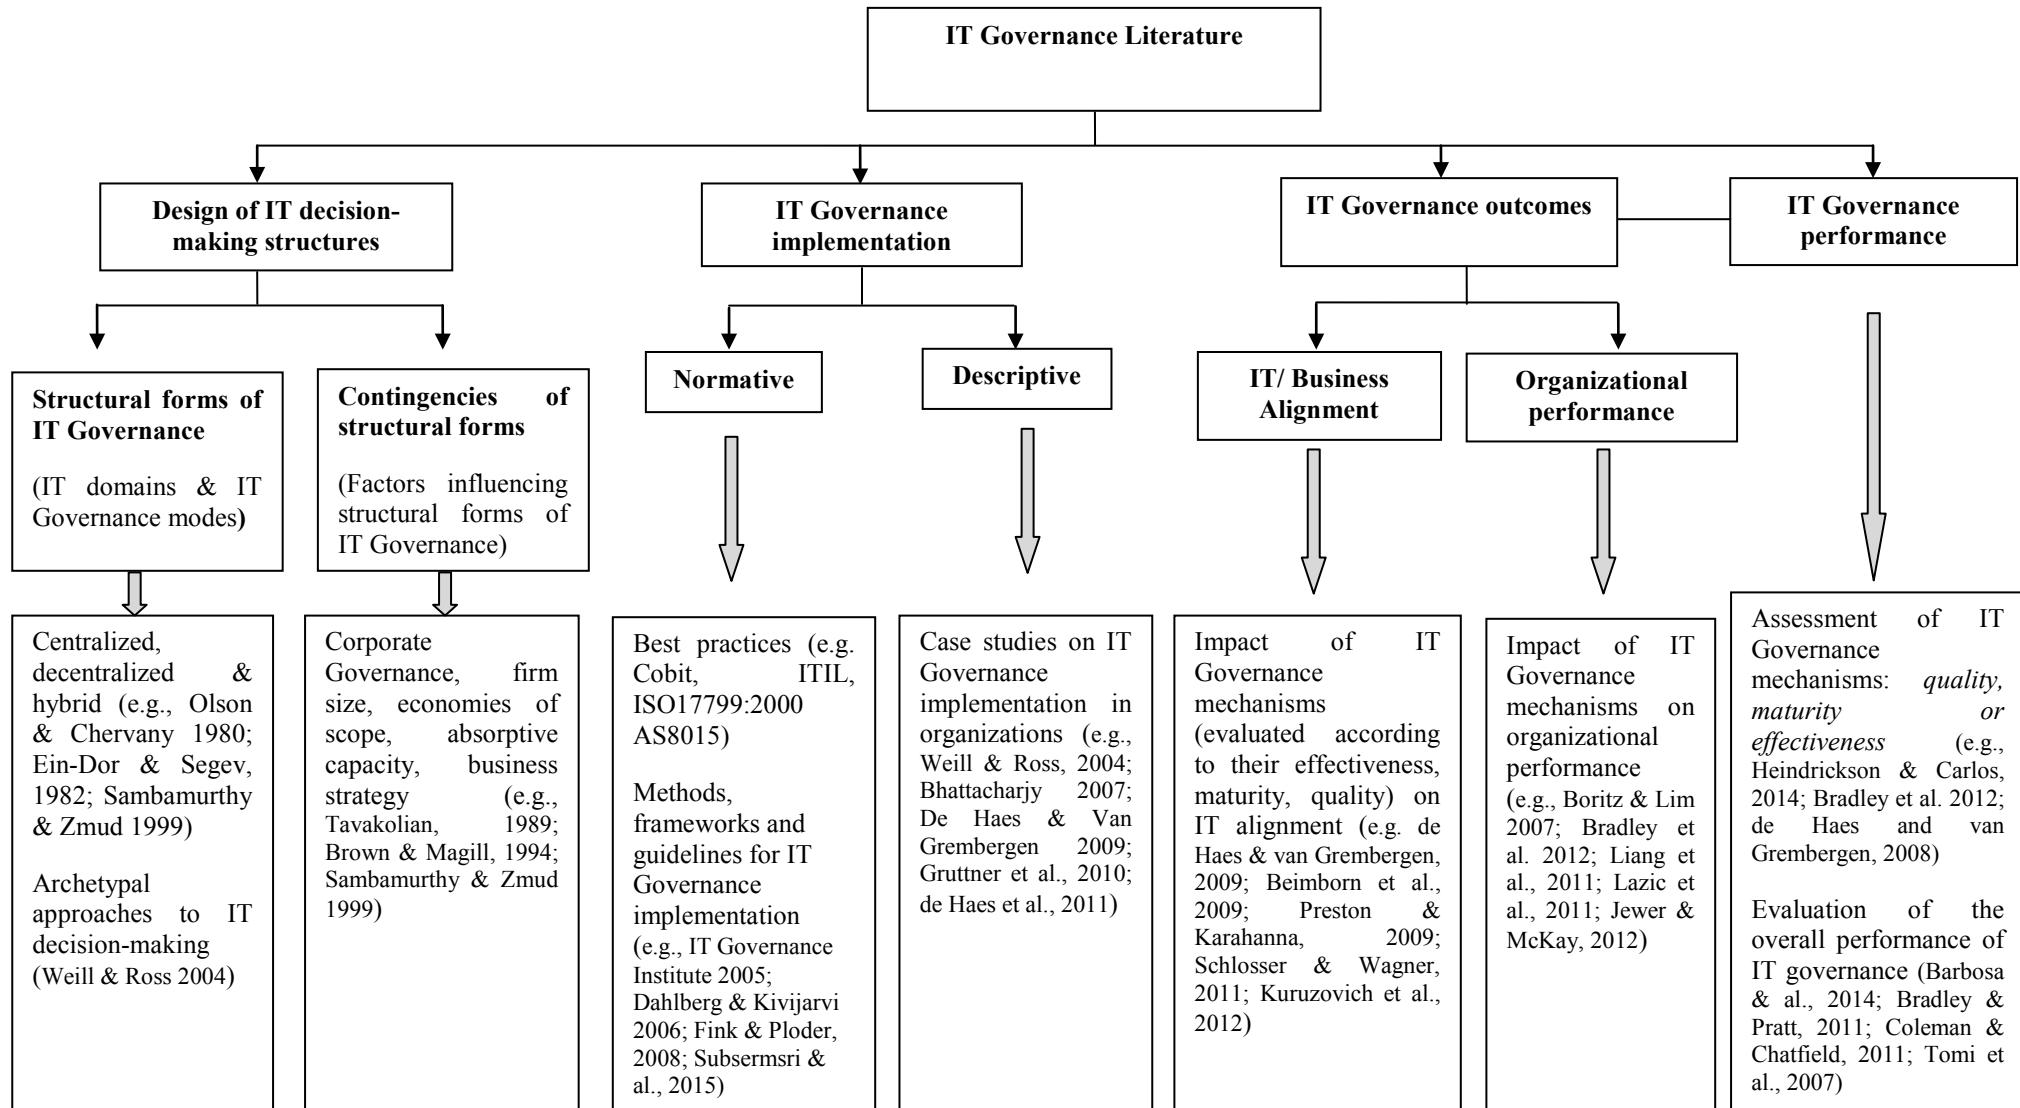 IT Governance Literature
Design of IT decision-
making structures
IT Governance
implementation
IT Governance outcomes
IT Governance
performance
Structural forms of
IT Governance
(IT domains & IT
Governance modes)
Contingencies of
structural forms
(Factors influencing
structural forms of
IT Governance)
Normative
Descriptive
IT/ Business
Alignment
Organizational
performance
Centralized,
decentralized &
hybrid (e.g., Olson
& Chervany 1980;
Ein-Dor & Segev,
1982; Sambamurthy
& Zmud 1999)
Archetypal
approaches to IT
decision-making
(Weill & Ross 2004)
Corporate
Governance, firm
size, economies of
scope, absorptive
capacity, business
strategy (e.g.,
Tavakolian, 1989;
Brown & Magill, 1994;
Sambamurthy & Zmud
1999)
Best practices (e.g.
Cobit, ITIL,
ISO17799:2000
AS8015)
Methods,
frameworks and
guidelines for IT
Governance
implementation
(e.g., IT Governance
Institute 2005;
Dahlberg & Kivijarvi
2006; Fink & Ploder,
2008; Subsermsri &
al., 2015)
Case studies on IT
Governance
implementation in
organizations (e.g.,
Weill & Ross, 2004;
Bhattacharjy 2007;
De Haes & Van
Grembergen 2009;
Gruttner et al., 2010;
de Haes et al., 2011)
Impact of IT
Governance
mechanisms
(evaluated according
to their effectiveness,
maturity, quality) on
IT alignment (e.g. de
Haes & van Grembergen,
2009; Beimborn et al.,
2009; Preston &
Karahanna, 2009;
Schlosser & Wagner,
2011; Kuruzovich et al.,
2012)
Impact of IT
Governance
mechanisms on
organizational
performance
(e.g., Boritz & Lim
2007; Bradley et
al. 2012; Liang et
al., 2011; Lazic et
al., 2011; Jewer &
McKay, 2012)
Assessment of IT
Governance
mechanisms: quality,
maturity or
effectiveness (e.g.,
Heindrickson & Carlos,
2014; Bradley et al. 2012;
de Haes and van
Grembergen, 2008)
Evaluation of the
overall performance of
IT governance (Barbosa
& al., 2014; Bradley &
Pratt, 2011; Coleman &
Chatfield, 2011; Tomi et
al., 2007)